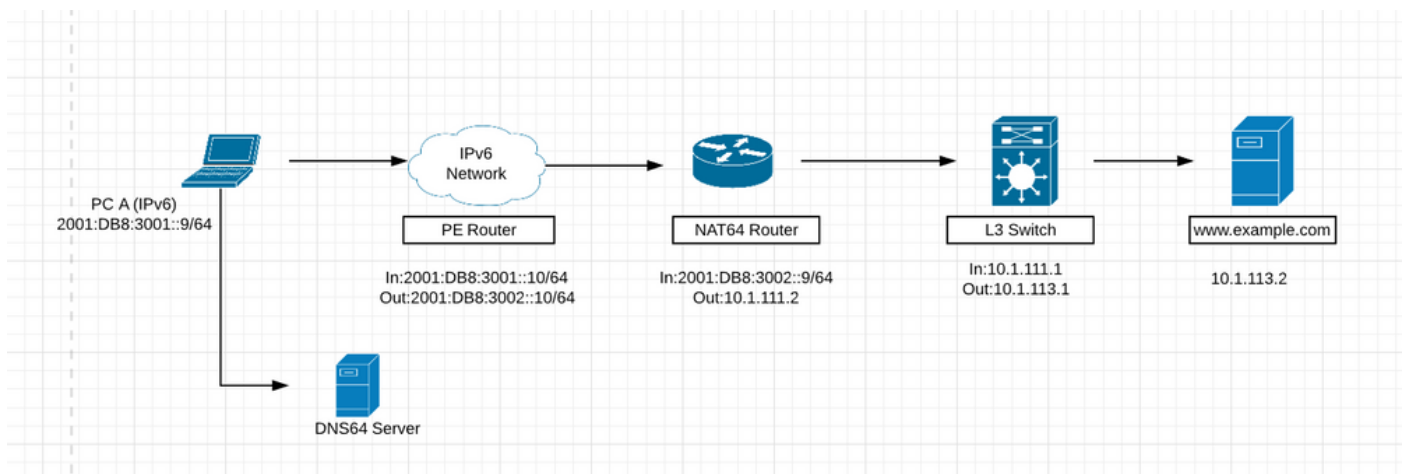 IPv6
Network
PC A (IPv6)
2001:DB8:3001::9/64
PE Router
NAT64 Router
L3 Switch
www.example.com
In:2001:DB8:3001::10/64
Out:2001:DB8:3002::10/64
In:2001:DB8:3002::9/64
Out:10.1.111.2
In:10.1.111.1
Out:10.1.113.1
10.1.113.2
DNS64 Server